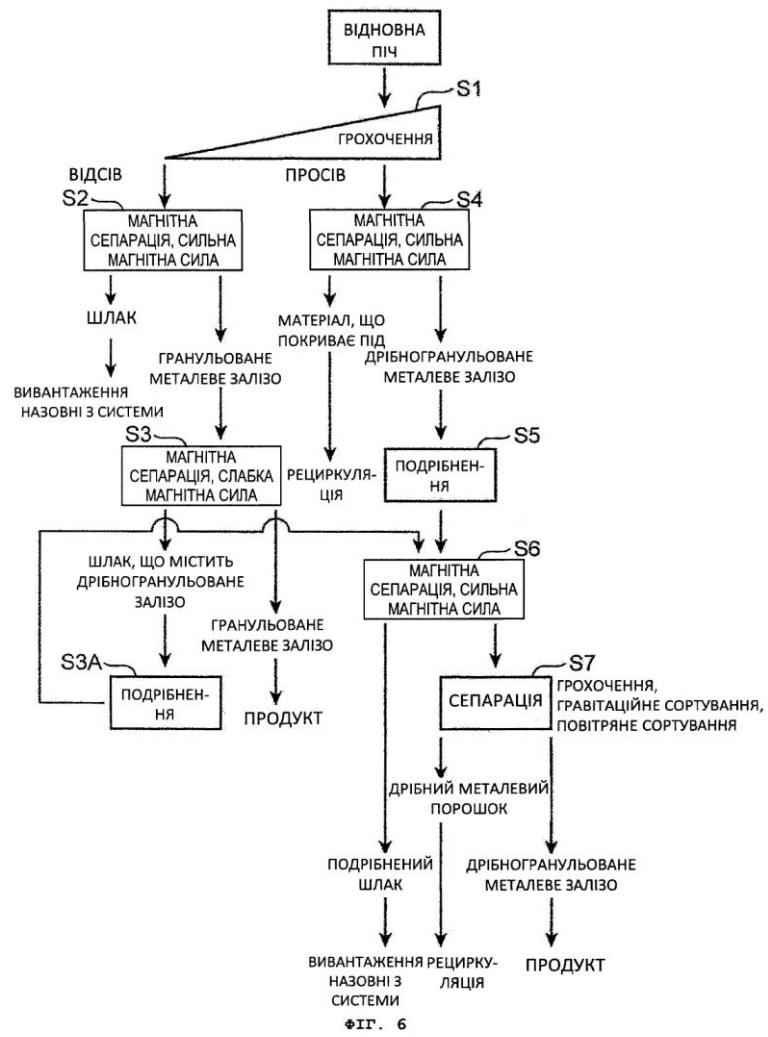 ВІДНОВНА
ПІЧ
S1
ГРОХОЧЕННЯ
ВІДСІВ
ПРОСІВ
S2
МАГНІТНА
СЕПАРАЦІЯ, СИЛЬНА
МАГНІТНА СИЛА
S4
МАГНІТНА
СЕПАРАЦІЯ, СИЛЬНА
МАГНІТНА СИЛА
ШЛАК
МАТЕРІАЛ, ЩО
ПОКРИВАЄ ПІД
ГРАНУЛЬОВАНЕ
МЕТАЛЕВЕ ЗАЛІЗО
ДРІБНОГРАНУЛЬОВАНЕ
МЕТАЛЕВЕ ЗАЛІЗО
ВИВАНТАЖЕННЯ
НАЗОВНІ З СИСТЕМИ
S3
МАГНІТНА
СЕПАРАЦІЯ, СЛАБКА
МАГНІТНА СИЛА
РЕЦИРКУЛЯ-
ЦІЯ
S5
ПОДРІБНЕН-
НЯ
S6
МАГНІТНА
СЕПАРАЦІЯ, СИЛЬНА
МАГНІТНА СИЛА
ШЛАК, ЩО МІСТИТЬ
ДРІБНОГРАНУЛЬОВАНЕ
ЗАЛІЗО
ГРАНУЛЬОВАНЕ
МЕТАЛЕВЕ ЗАЛІЗО
S3A
ПОДРІБНЕН-
НЯ
ПРОДУКТ
S7
СЕПАРАЦІЯ
ГРОХОЧЕННЯ,
ГРАВІТАЦІЙНЕ СОРТУВАННЯ,
ПОВІТРЯНЕ СОРТУВАННЯ
ДРІБНИЙ МЕТАЛЕВИЙ
ПОРОШОК
ПОДРІБНЕНИЙ
ШЛАК
ДРІБНОГРАНУЛЬОВАНЕ
МЕТАЛЕВЕ ЗАЛІЗО
ВИВАНТАЖЕННЯ
НАЗОВНІ З
СИСТЕМИ
РЕЦИРКУ-
ЛЯЦІЯ
ПРОДУКТ
ФІГ. 6